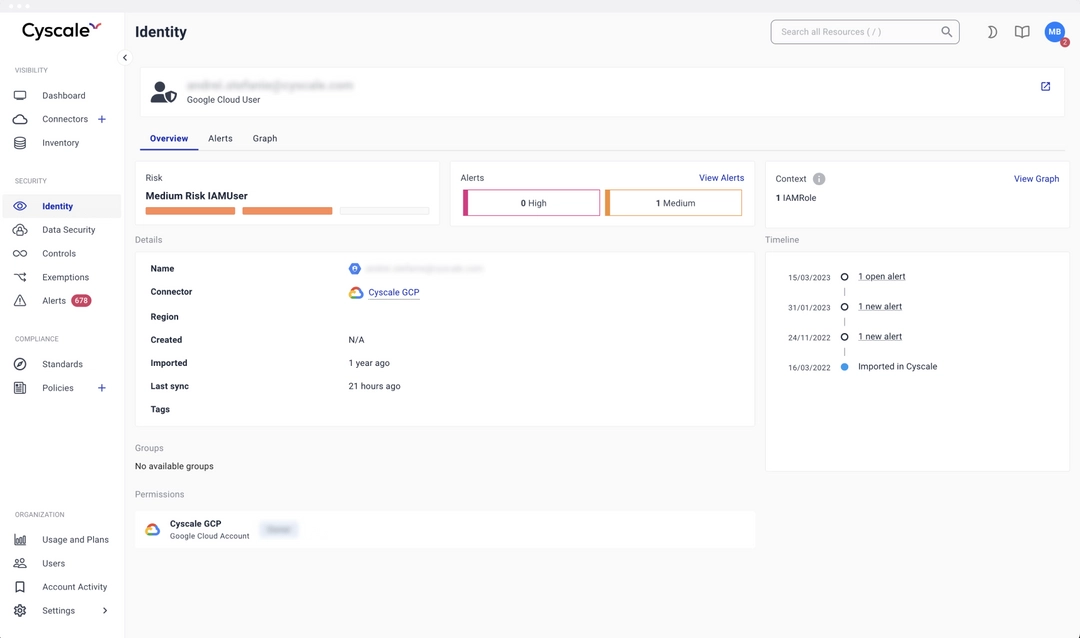 Cyscale
VISIBILITY
Dashboard
Connectors +
Inventory
SECURITY
Identity
Data Security
Controls
Exemptions
Alerts 678
COMPLIANCE
Standards
Policies +
ORGANIZATION
Usage and Plans
Users
Account Activity
Settings
Identity
Search all Resources ( / )
MB
2
Google Cloud User
Overview Alerts Graph
Risk
Medium Risk IAMUser
Alerts View Alerts
0 High 1 Medium
Context i View Graph
1 IAMRole
Details
Name
Connector Cyscale GCP
Region
Created N/A
Imported 1 year ago
Last sync 21 hours ago
Tags
Timeline
15/03/2023 1 open alert
31/01/2023 1 new alert
24/11/2022 1 new alert
16/03/2022 Imported in Cyscale
Groups
No available groups
Permissions
Cyscale GCP
Google Cloud Account